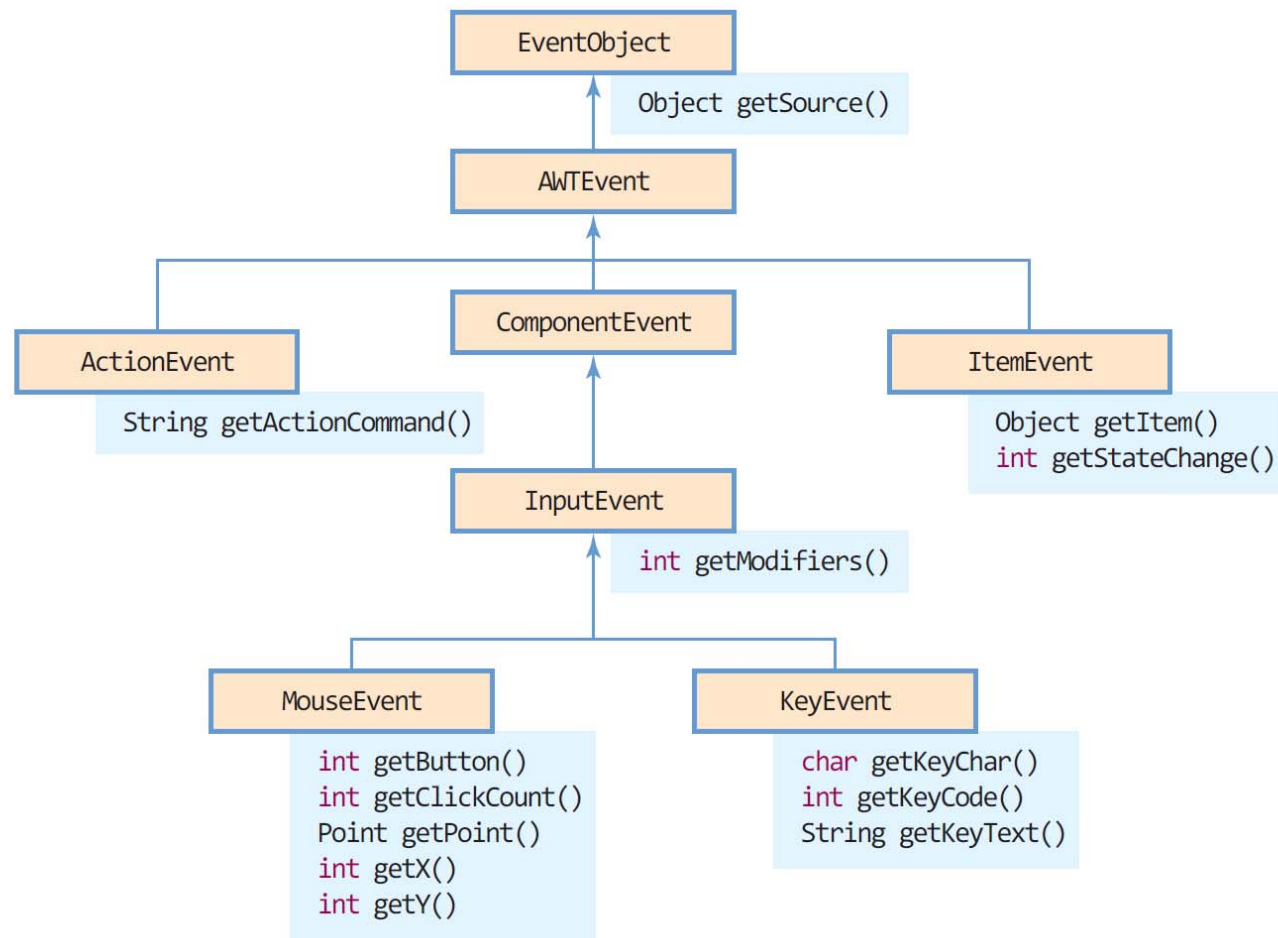 EventObject
Object getSource()
AWTEvent
ComponentEvent
ActionEvent
ItemEvent
String getActionCommand()
Object getItem()
int getStateChange()
InputEvent
int getModifiers()
MouseEvent
KeyEvent
int getButton()
int getClickCount()
Point getPoint()
int getX()
int getY()
char getKeyChar()
int getKeyCode()
String getKeyText()